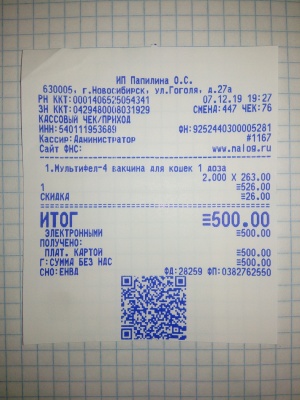 ИП Папилина О.С.
630005, г.Новосибирск, ул.Гоголя, д.27а
РН ККТ:0001406525054341 07.12.19 19:27
ЗН ККТ:0429480008031929 СМЕНА:447 ЧЕК:76
КАССОВЫЙ ЧЕК/ПРИХОД
ИНН:540111953689 ФН:9252440300005281
Кассир:Администратор #1167
Сайт ФНС: www.nalog.ru
1.Мультифел-4 вакцина для кошек 1 доза
2.000 X 263.00
1 ≡526.00
СКИДКА ≡26.00
ИТОГ ≡500.00
ЭЛЕКТРОННЫМИ ≡500.00
ПОЛУЧЕНО:
ПЛАТ. КАРТОЙ ≡500.00
Г:СУММА БЕЗ НДС ≡500.00
СНО:ЕНВД ФД:28259 ФП:0382762550